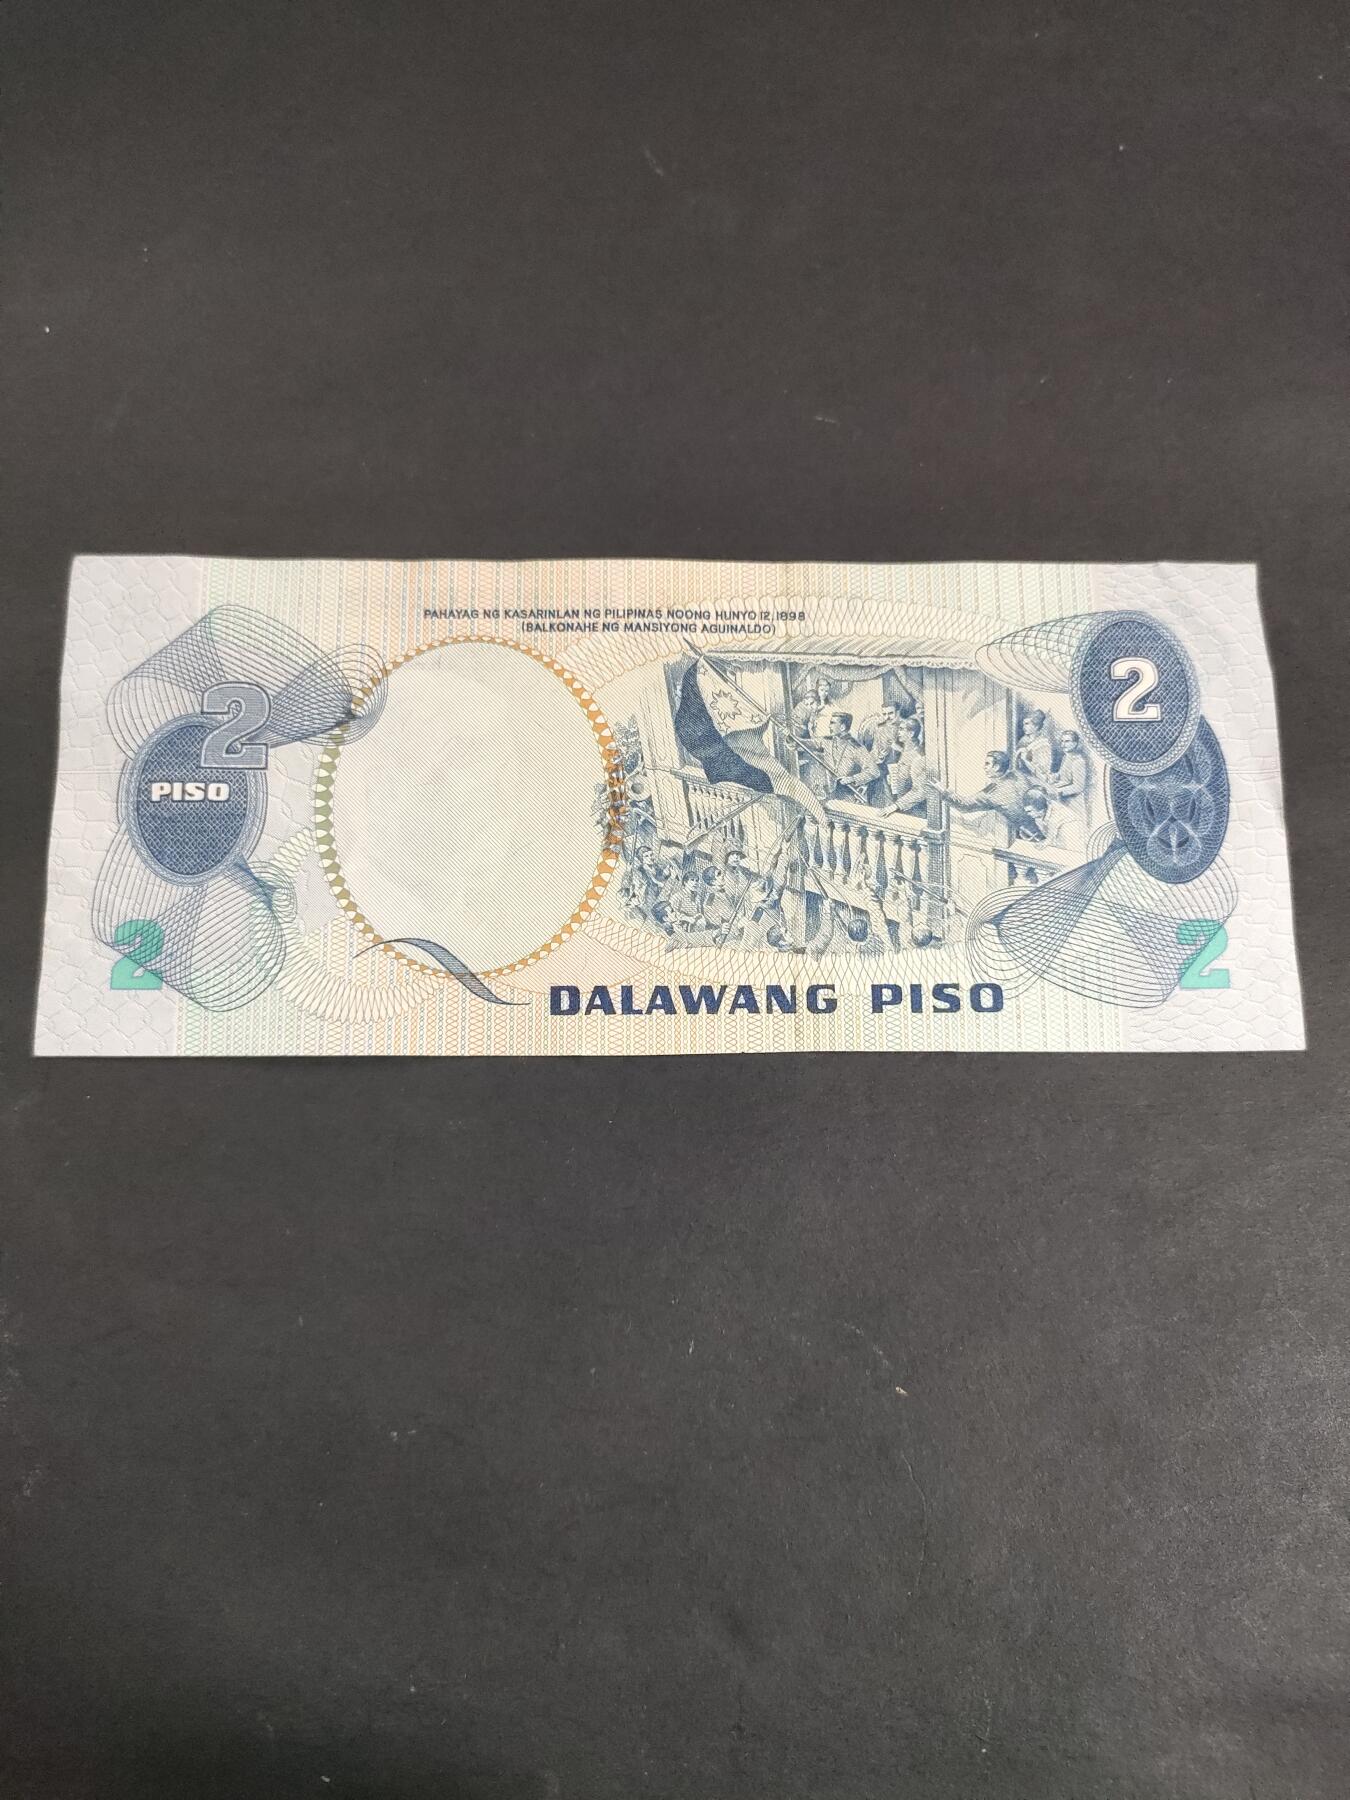 PAHAYAG NG KASARINLAN NG PILIPINAS NOONG HUNYO 12, 1898
(BALKONAHE NG MANSIYONG AGUINALDO)
2
PISO
2
2
2
DALAWANG PISO